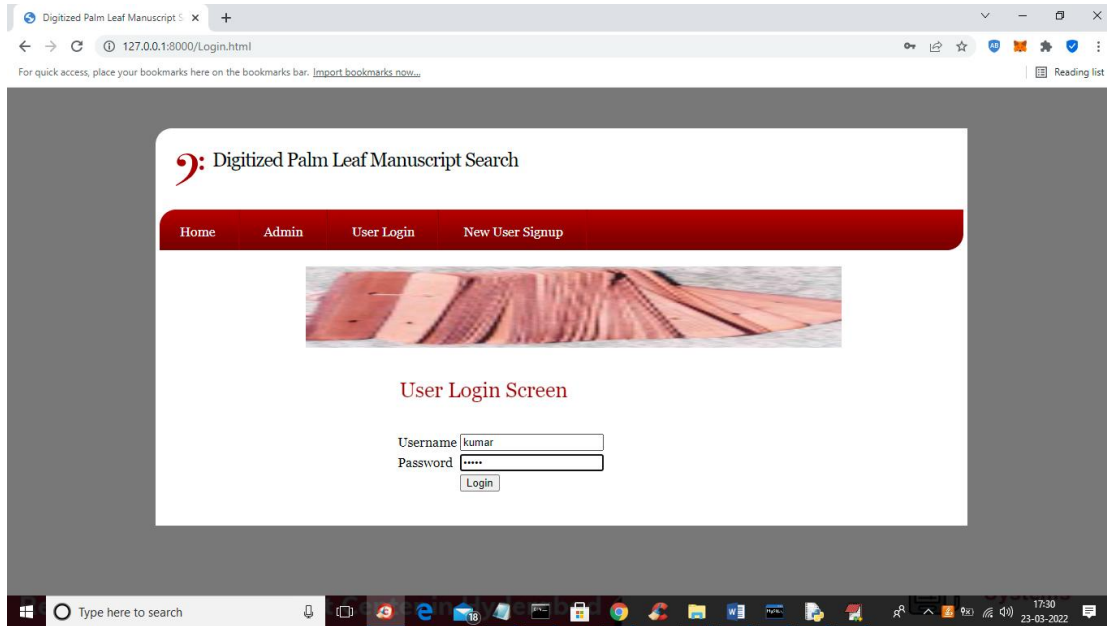 Digitized Palm Leaf Manuscript S
127.0.0.1:8000/Login.html
For quick access, place your bookmarks here on the bookmarks bar. Import bookmarks now...
Reading list
Digitized Palm Leaf Manuscript Search
Home Admin User Login New User Signup
User Login Screen
Username kumar
Password •••••
Login
Type here to search
18
17:30
23-03-2022